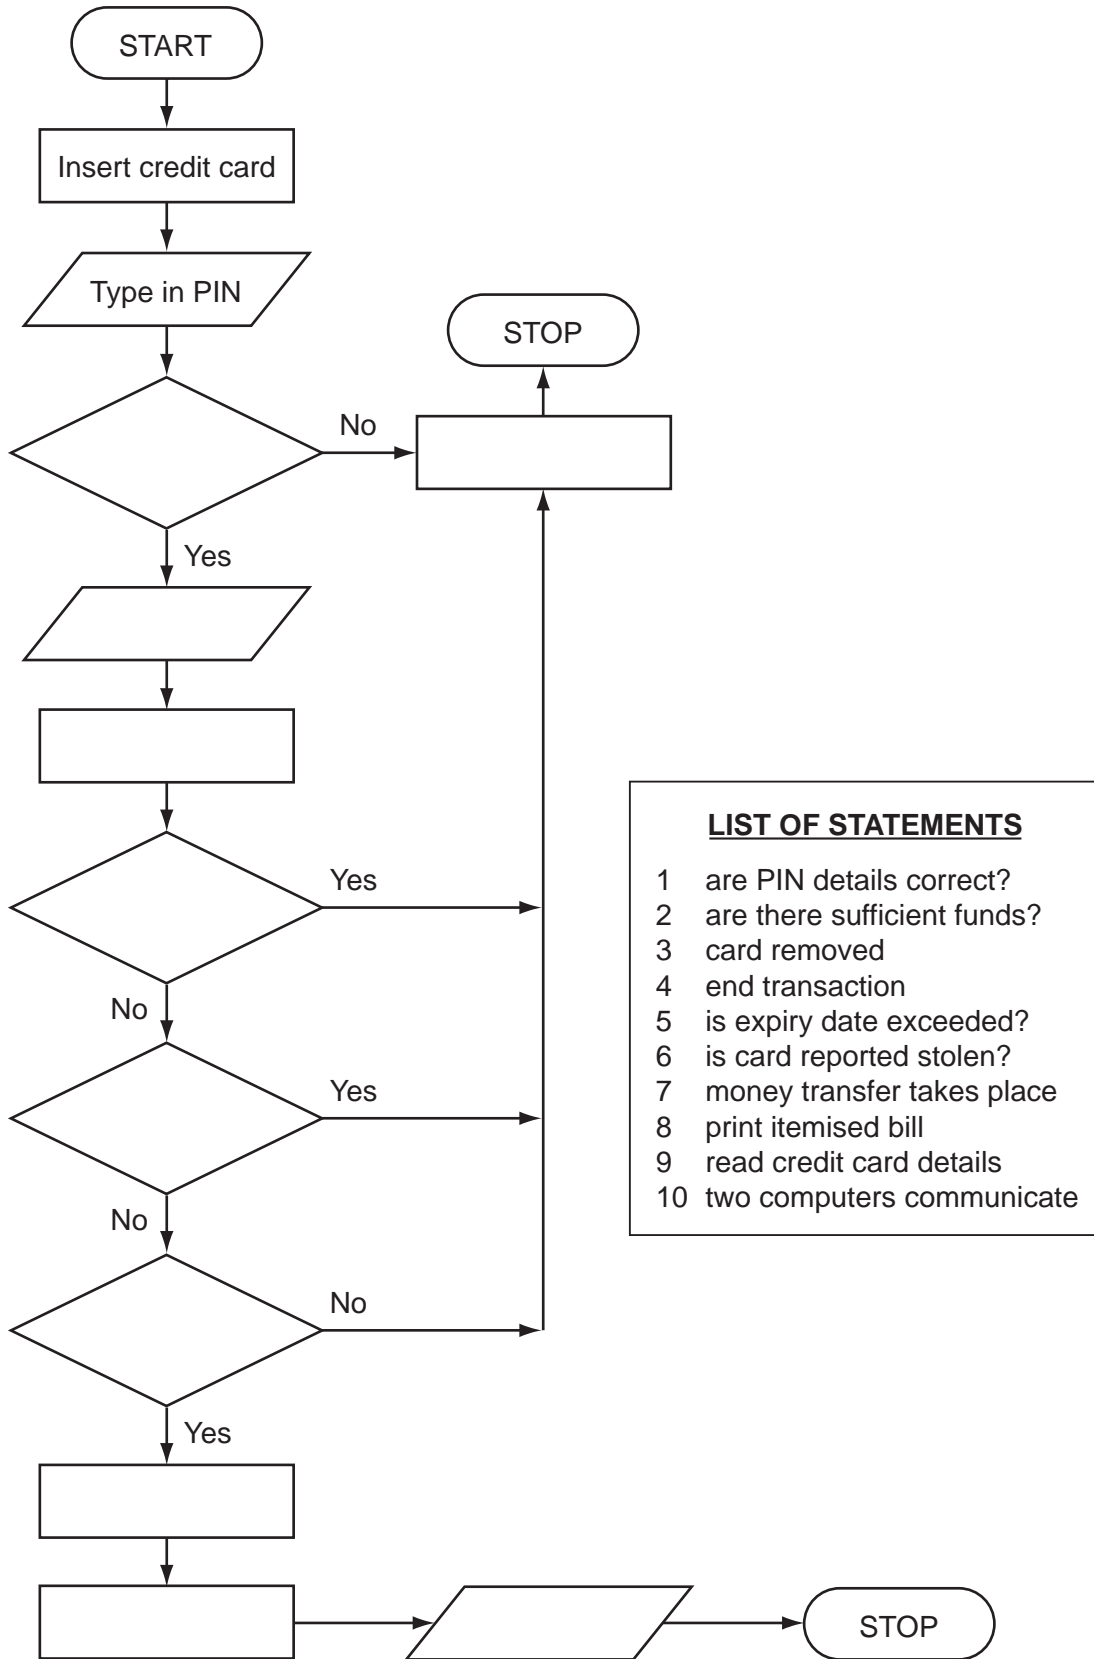 START
Insert credit card
Type in PIN
STOP
No
Yes
Yes
No
Yes
No
No
Yes
STOP
LIST OF STATEMENTS
1 are PIN details correct?
2 are there sufficient funds?
3 card removed
4 end transaction
5 is expiry date exceeded?
6 is card reported stolen?
7 money transfer takes place
8 print itemised bill
9 read credit card details
10 two computers communicate